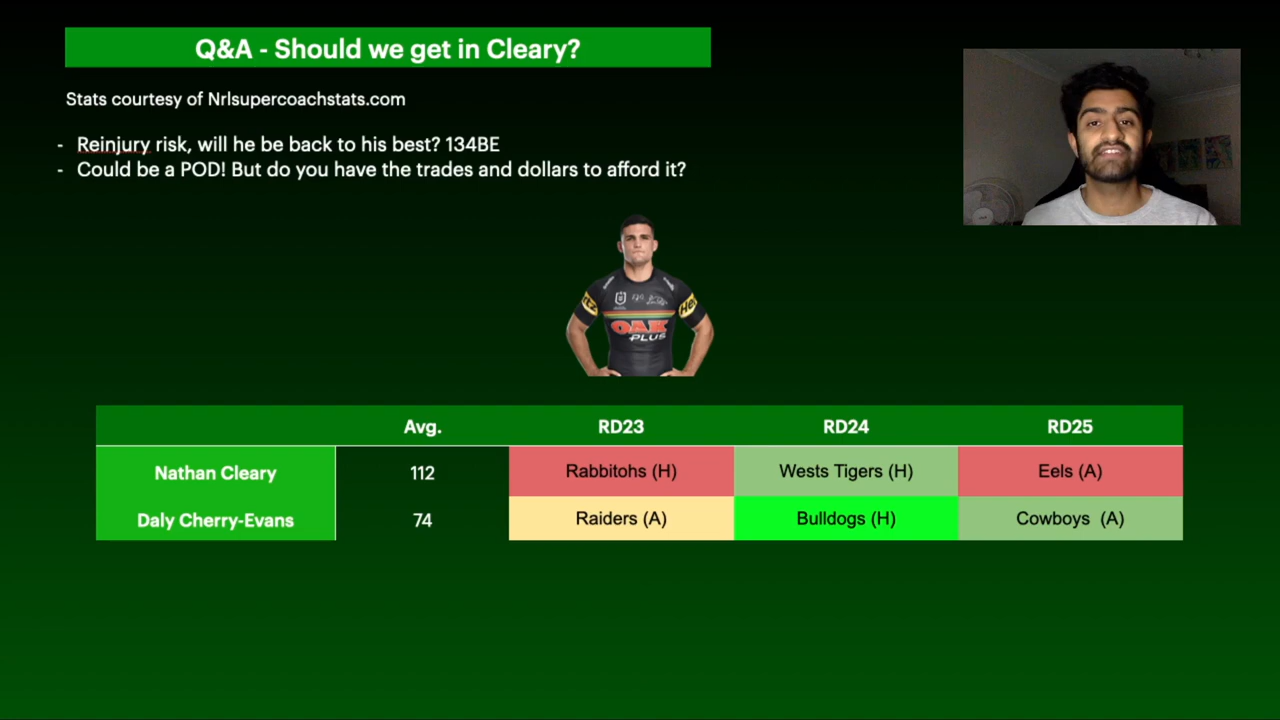 Q&A - Should we get in Cleary?
Stats courtesy of Nrlsupercoachstats.com
- Reinjury risk, will he be back to his best? 134BE
- Could be a POD! But do you have the trades and dollars to afford it?
OAK
PLUS
Avg. RD23 RD24 RD25
Nathan Cleary 112 Rabbitohs (H) Wests Tigers (H) Eels (A)
Daly Cherry-Evans 74 Raiders (A) Bulldogs (H) Cowboys (A)